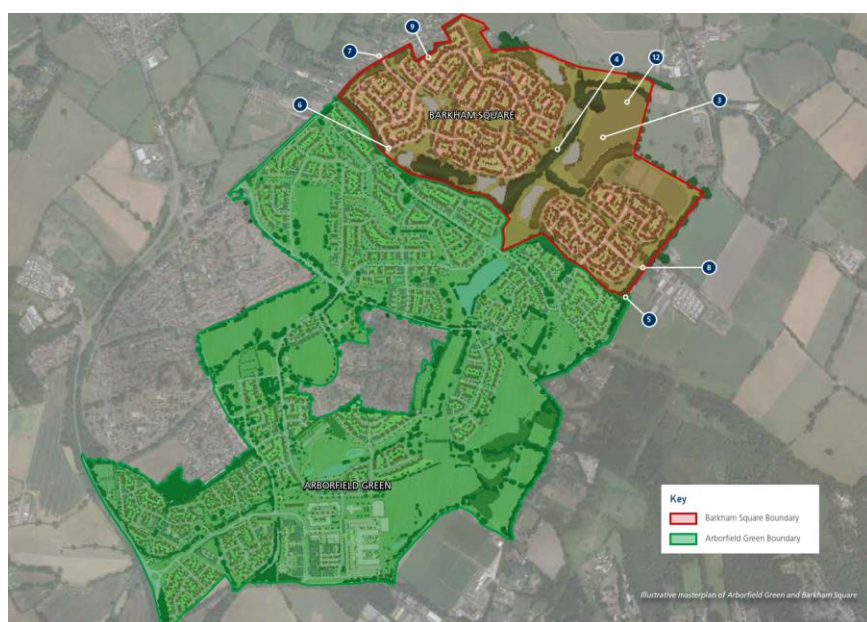 9
7
4
12
3
6
BARKHAM SQUARE
8
5
ARBORFIELD GREEN
Key
Barkham Square Boundary
Arborfield Green Boundary
Illustrative masterplan of Arborfield Green and Barkham Square